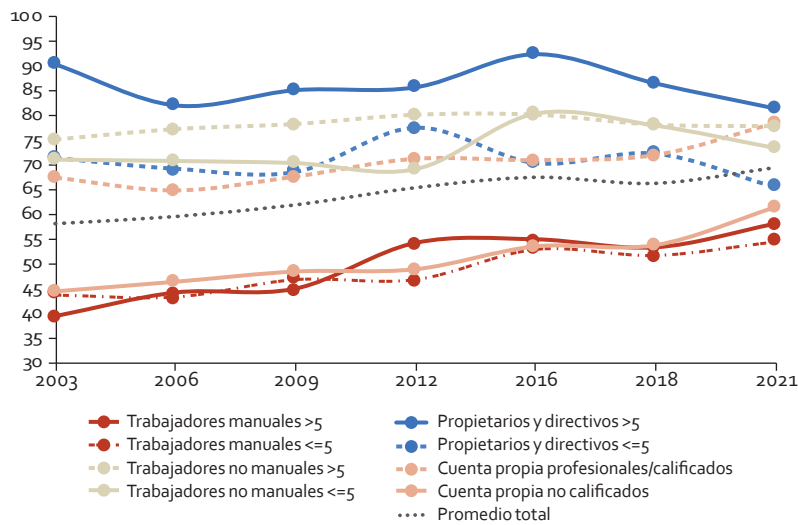 100
95
90
85
80
75
70
65
60
55
50
45
40
35
30
2003 2006 2009 2012 2016 2018 2021
Trabajadores manuales >5
Trabajadores manuales <=5
Trabajadores no manuales >5
Trabajadores no manuales <=5
Propietarios y directivos >5
Propietarios y directivos <=5
Cuenta propia profesionales/calificados
Cuenta propia no calificados
Promedio total